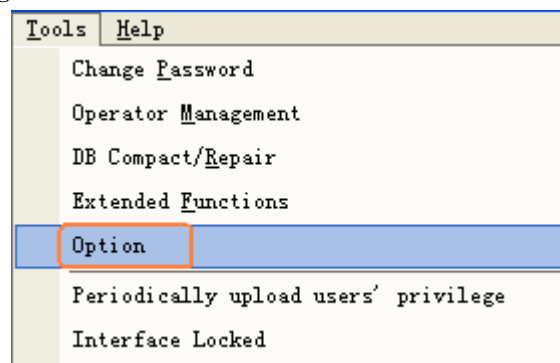 Tools Help
Change Password
Operator Management
DB Compact/Repair
Extended Functions
Option
Periodically upload users' privilege
Interface Locked